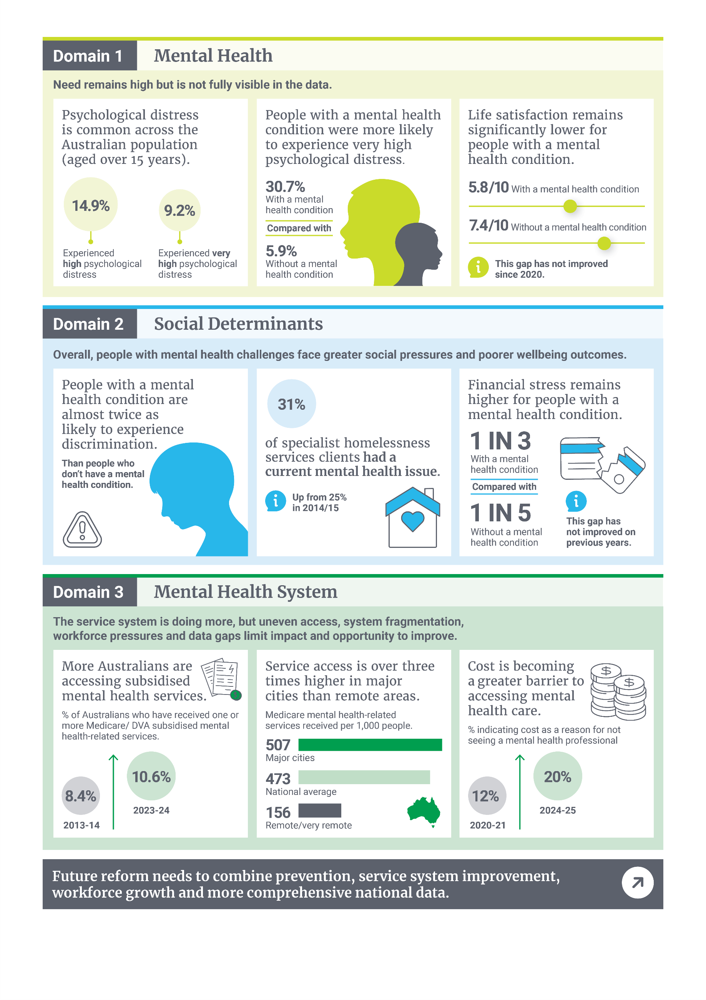 Domain 1
Mental Health
Need remains high but is not fully visible in the data.
Psychological distress
is common across the
Australian population
(aged over 15 years).
14.9%
Experienced
high psychological
distress
9.2%
Experienced very
high psychological
distress
People with a mental health
condition were more likely
to experience very high
psychological distress.
30.7%
With a mental
health condition
Compared with
5.9%
Without a mental
health condition
Life satisfaction remains
significantly lower for
people with a mental
health condition.
5.8/10 With a mental health condition
7.4/10 Without a mental health condition
i
This gap has not improved
since 2020.
Domain 2
Social Determinants
Overall, people with mental health challenges face greater social pressures and poorer wellbeing outcomes.
People with a mental
health condition are
almost twice as
likely to experience
discrimination.
Than people who
don't have a mental
health condition.
31%
of specialist homelessness
services clients had a
current mental health issue.
i
Up from 25%
in 2014/15
Financial stress remains
higher for people with a
mental health condition.
1 IN 3
With a mental
health condition
Compared with
1 IN 5
Without a mental
health condition
i
This gap has
not improved on
previous years.
Domain 3
Mental Health System
The service system is doing more, but uneven access, system fragmentation,
workforce pressures and data gaps limit impact and opportunity to improve.
More Australians are
accessing subsidised
mental health services.
% of Australians who have received one or
more Medicare/ DVA subsidised mental
health-related services.
8.4%
2013-14
10.6%
2023-24
Service access is over three
times higher in major
cities than remote areas.
Medicare mental health-related
services received per 1,000 people.
507
Major cities
473
National average
156
Remote/very remote
Cost is becoming
a greater barrier to
accessing mental
health care.
$
$
% indicating cost as a reason for not
seeing a mental health professional
12%
2020-21
20%
2024-25
Future reform needs to combine prevention, service system improvement,
workforce growth and more comprehensive national data.